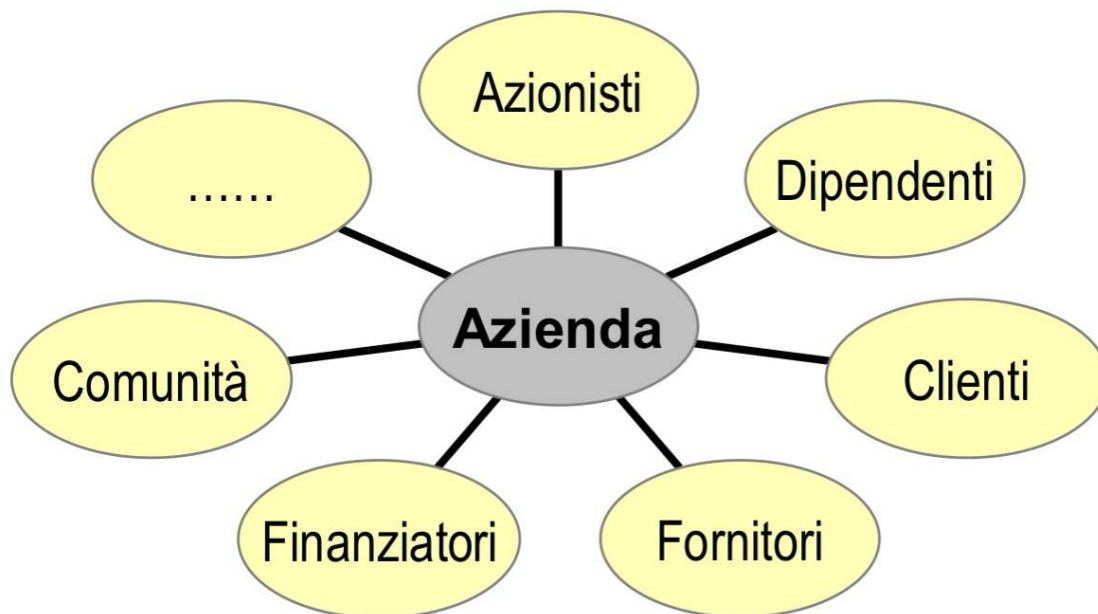 Azionisti
......
Dipendenti
Azienda
Comunità
Clienti
Finanziatori
Fornitori